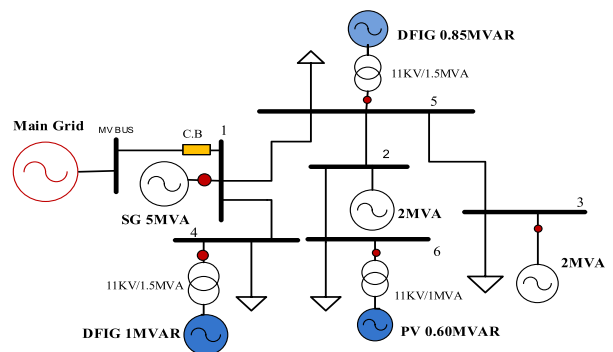 DFIG 0.85MVAR
11KV/1.5MVA
5
Main Grid
MV BUS
C.B
1
2
SG 5MVA
2MVA
3
4
6
2MVA
11KV/1.5MVA
11KV/1MVA
DFIG 1MVAR
PV 0.60MVAR